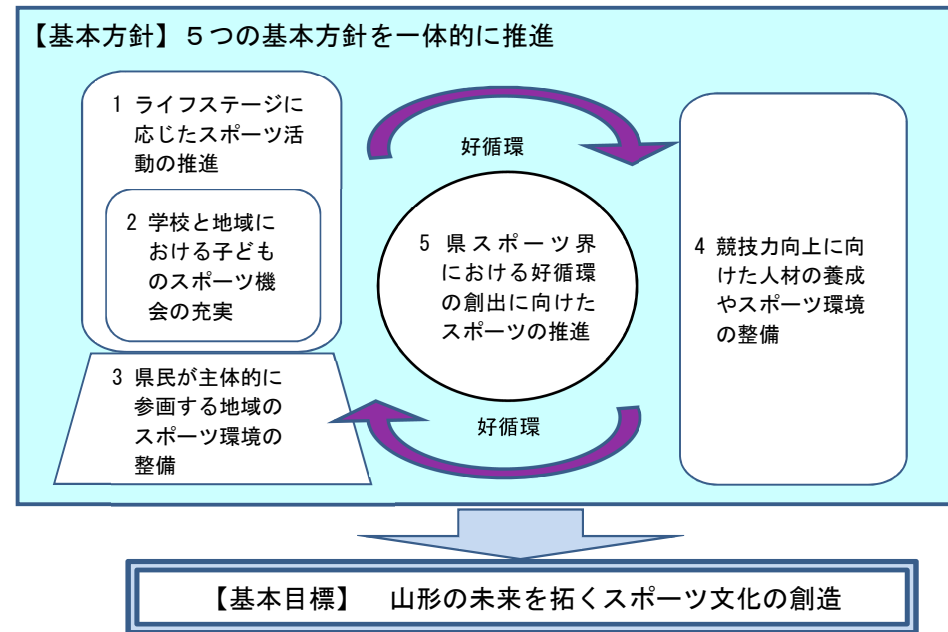 【基本方針】５つの基本方針を一体的に推進
1 ライフステージに
応じたスポーツ活
動の推進
2 学校と地域に
おける子ども
のスポーツ機
会の充実
3 県民が主体的に
参画する地域の
スポーツ環境の
整備
好循環
5 県スポーツ界
における好循環
の創出に向けた
スポーツの推進
好循環
4 競技力向上に向
けた人材の養成
やスポーツ環境
の整備
【基本目標】　山形の未来を拓くスポーツ文化の創造